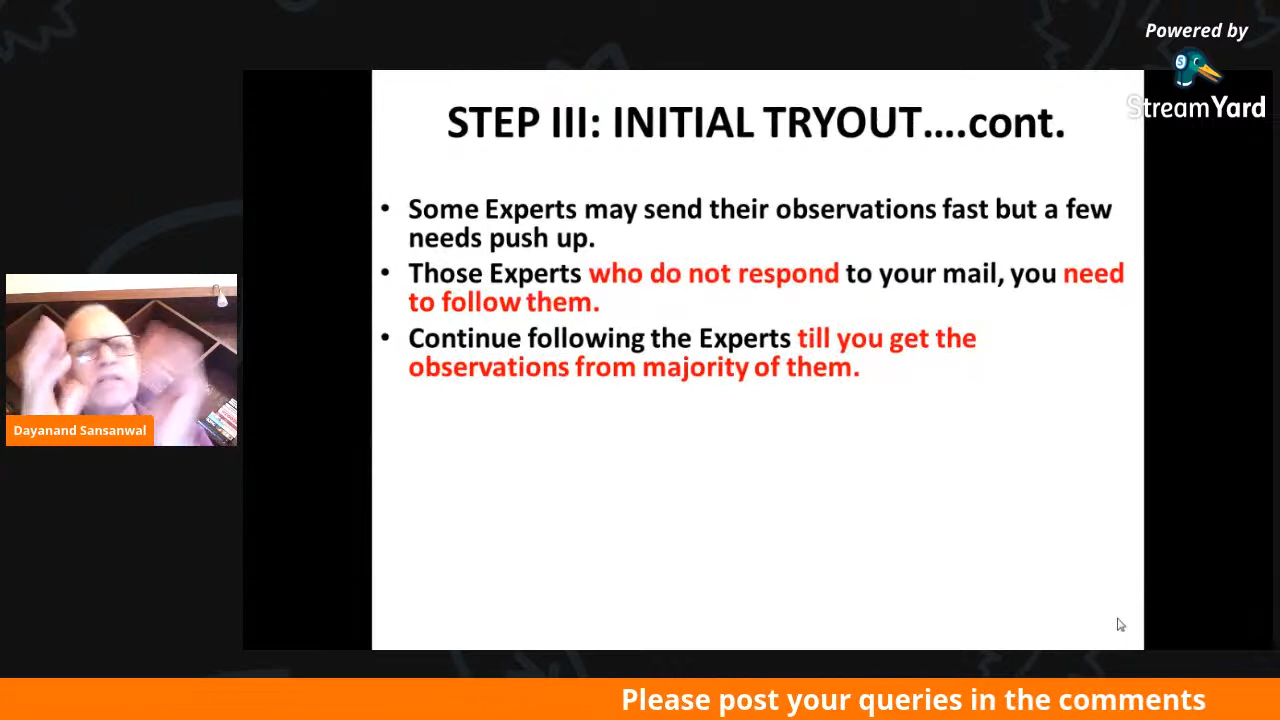 Powered by
StreamYard
STEP III: INITIAL TRYOUT....cont.
• Some Experts may send their observations fast but a few
needs push up.
• Those Experts who do not respond to your mail, you need
to follow them.
• Continue following the Experts till you get the
observations from majority of them.
Dayanand Sansanwal
Please post your queries in the comments